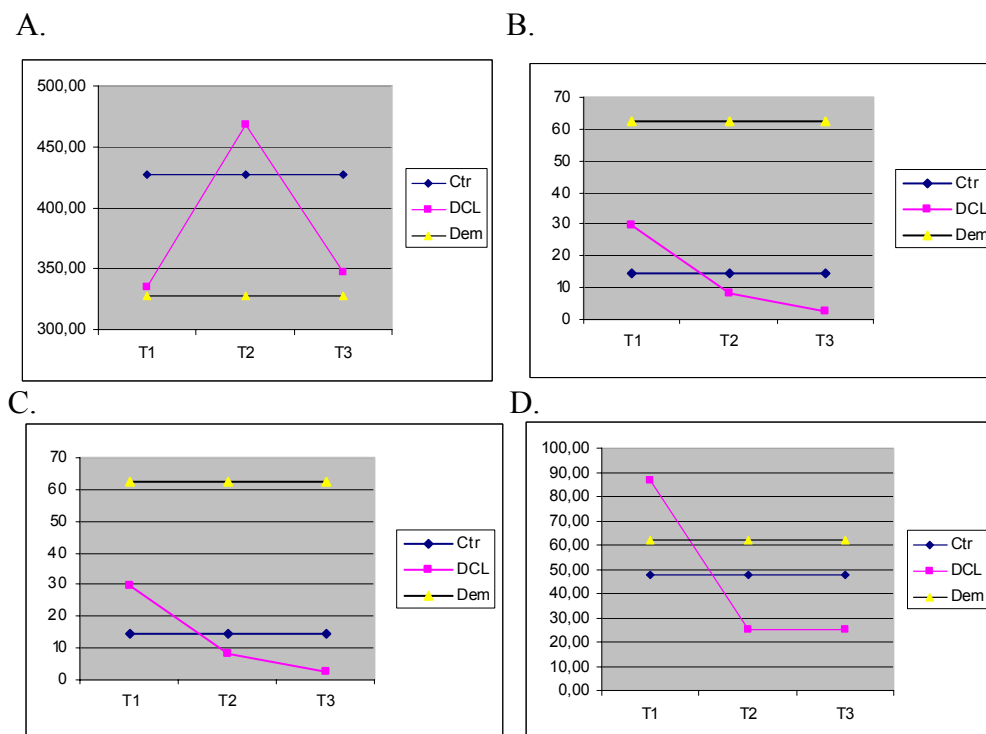 A.
500,00
450,00
400,00
350,00
300,00
T1 T2 T3
Ctr
DCL
Dem
B.
70
60
50
40
30
20
10
0
T1 T2 T3
Ctr
DCL
Dem
C.
70
60
50
40
30
20
10
0
T1 T2 T3
Ctr
DCL
Dem
D.
100,00
90,00
80,00
70,00
60,00
50,00
40,00
30,00
20,00
10,00
0,00
T1 T2 T3
Ctr
DCL
Dem